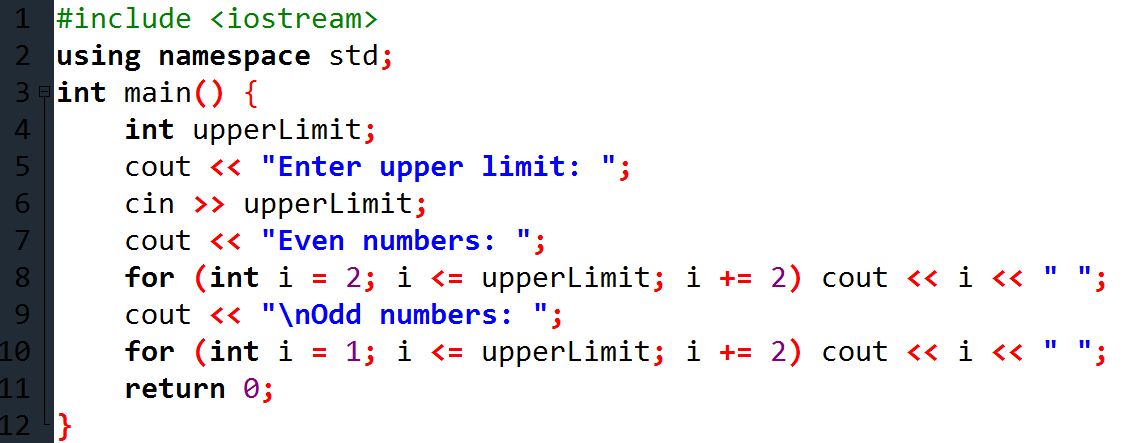 1 #include <iostream>
2 using namespace std;
3 int main() {
4 int upperLimit;
5 cout << "Enter upper limit: ";
6 cin >> upperLimit;
7 cout << "Even numbers: ";
8 for (int i = 2; i <= upperLimit; i += 2) cout << i << " ";
9 cout << "\nOdd numbers: ";
10 for (int i = 1; i <= upperLimit; i += 2) cout << i << " ";
11 return 0;
12 }